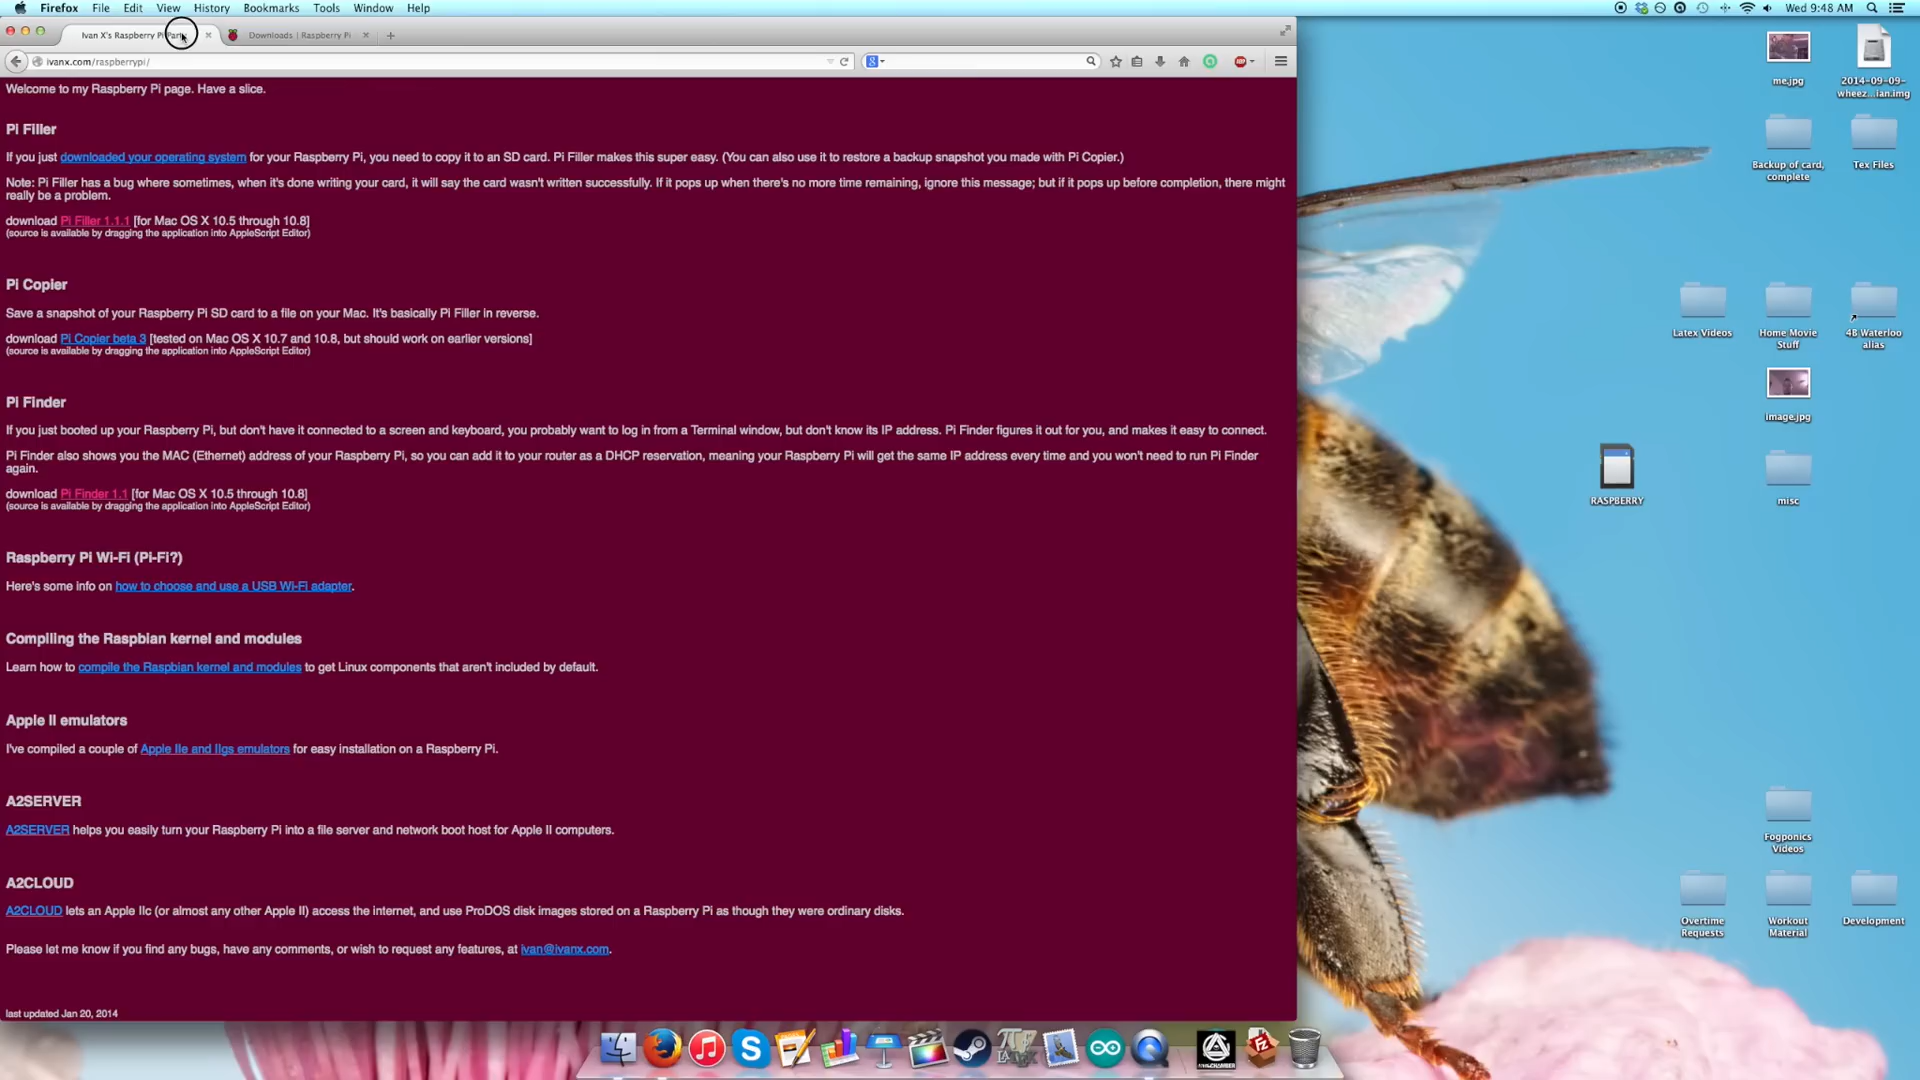 Firefox File Edit View History Bookmarks Tools Window Help
Wed 9:48 AM
Ivan X's Raspberry Pi
Downloads | Raspberry Pi
ivanx.com/raspberrypi/
Welcome to my Raspberry Pi page. Have a slice.
Pi Filler
If you just downloaded your operating system for your Raspberry Pi, you need to copy it to an SD card. Pi Filler makes this super easy. (You can also use it to restore a backup snapshot you made with Pi Copier.)
Note: Pi Filler has a bug where sometimes, when it's done writing your card, it will say the card wasn't written successfully. If it pops up when there's no more time remaining, ignore this message; but if it pops up before completion, there might
really be a problem.
download Pi Filler 1.1.1 [for Mac OS X 10.5 through 10.8]
(source is available by dragging the application into AppleScript Editor)
Pi Copier
Save a snapshot of your Raspberry Pi SD card to a file on your Mac. It's basically Pi Filler in reverse.
download Pi Copier beta 3 [tested on Mac OS X 10.7 and 10.8, but should work on earlier versions]
(source is available by dragging the application into AppleScript Editor)
Pi Finder
If you just booted up your Raspberry Pi, but don't have it connected to a screen and keyboard, you probably want to log in from a Terminal window, but don't know its IP address. Pi Finder figures it out for you, and makes it easy to connect.
Pi Finder also shows you the MAC (Ethernet) address of your Raspberry Pi, so you can add it to your router as a DHCP reservation, meaning your Raspberry Pi will get the same IP address every time and you won't need to run Pi Finder
again.
download Pi Finder 1.1 [for Mac OS X 10.5 through 10.8]
(source is available by dragging the application into AppleScript Editor)
Raspberry Pi Wi-Fi (Pi-Fi?)
Here's some info on how to choose and use a USB Wi-Fi adapter.
Compiling the Raspbian kernel and modules
Learn how to compile the Raspbian kernel and modules to get Linux components that aren't included by default.
Apple II emulators
I've compiled a couple of Apple IIe and IIgs emulators for easy installation on a Raspberry Pi.
A2SERVER
A2SERVER helps you easily turn your Raspberry Pi into a file server and network boot host for Apple II computers.
A2CLOUD
A2CLOUD lets an Apple IIc (or almost any other Apple II) access the internet, and use ProDOS disk images stored on a Raspberry Pi as though they were ordinary disks.
Please let me know if you find any bugs, have any comments, or wish to request any features, at ivan@ivanx.com.
last updated Jan 20, 2014
me.jpg
2014-09-09-
wheez...ian.img
Backup of card,
complete
Tex Files
Latex Videos
Home Movie
Stuff
4B Waterloo
alias
image.jpg
RASPBERRY
misc
Fogponics
Videos
Overtime
Requests
Workout
Material
Development